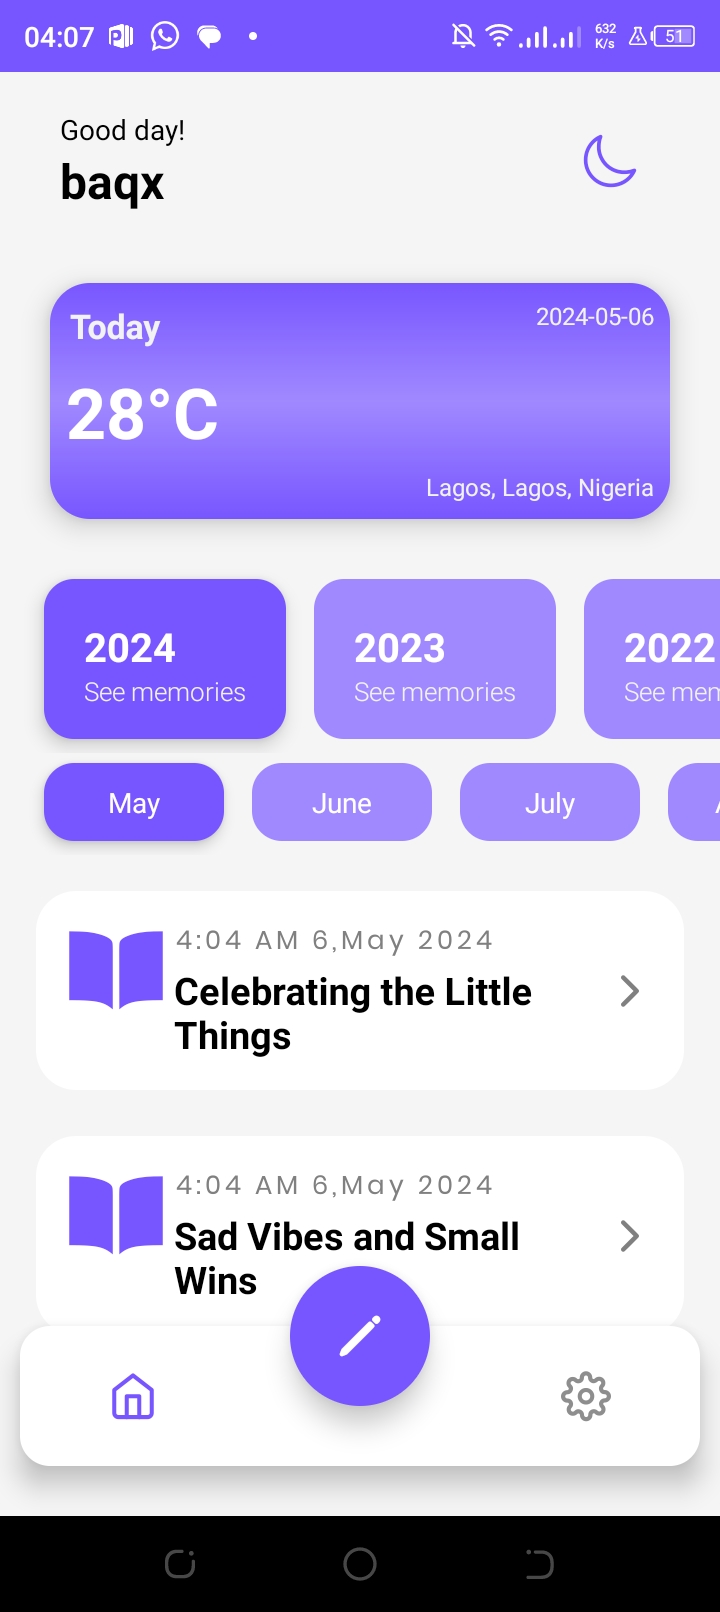 04:07
632
K/s
51
Good day!
baqx
Today
2024-05-06
28°C
Lagos, Lagos, Nigeria
2024 2023 2022
See memories See memories See mem
May June July
4:04 AM 6,May 2024
Celebrating the Little
Things
4:04 AM 6,May 2024
Sad Vibes and Small
Wins